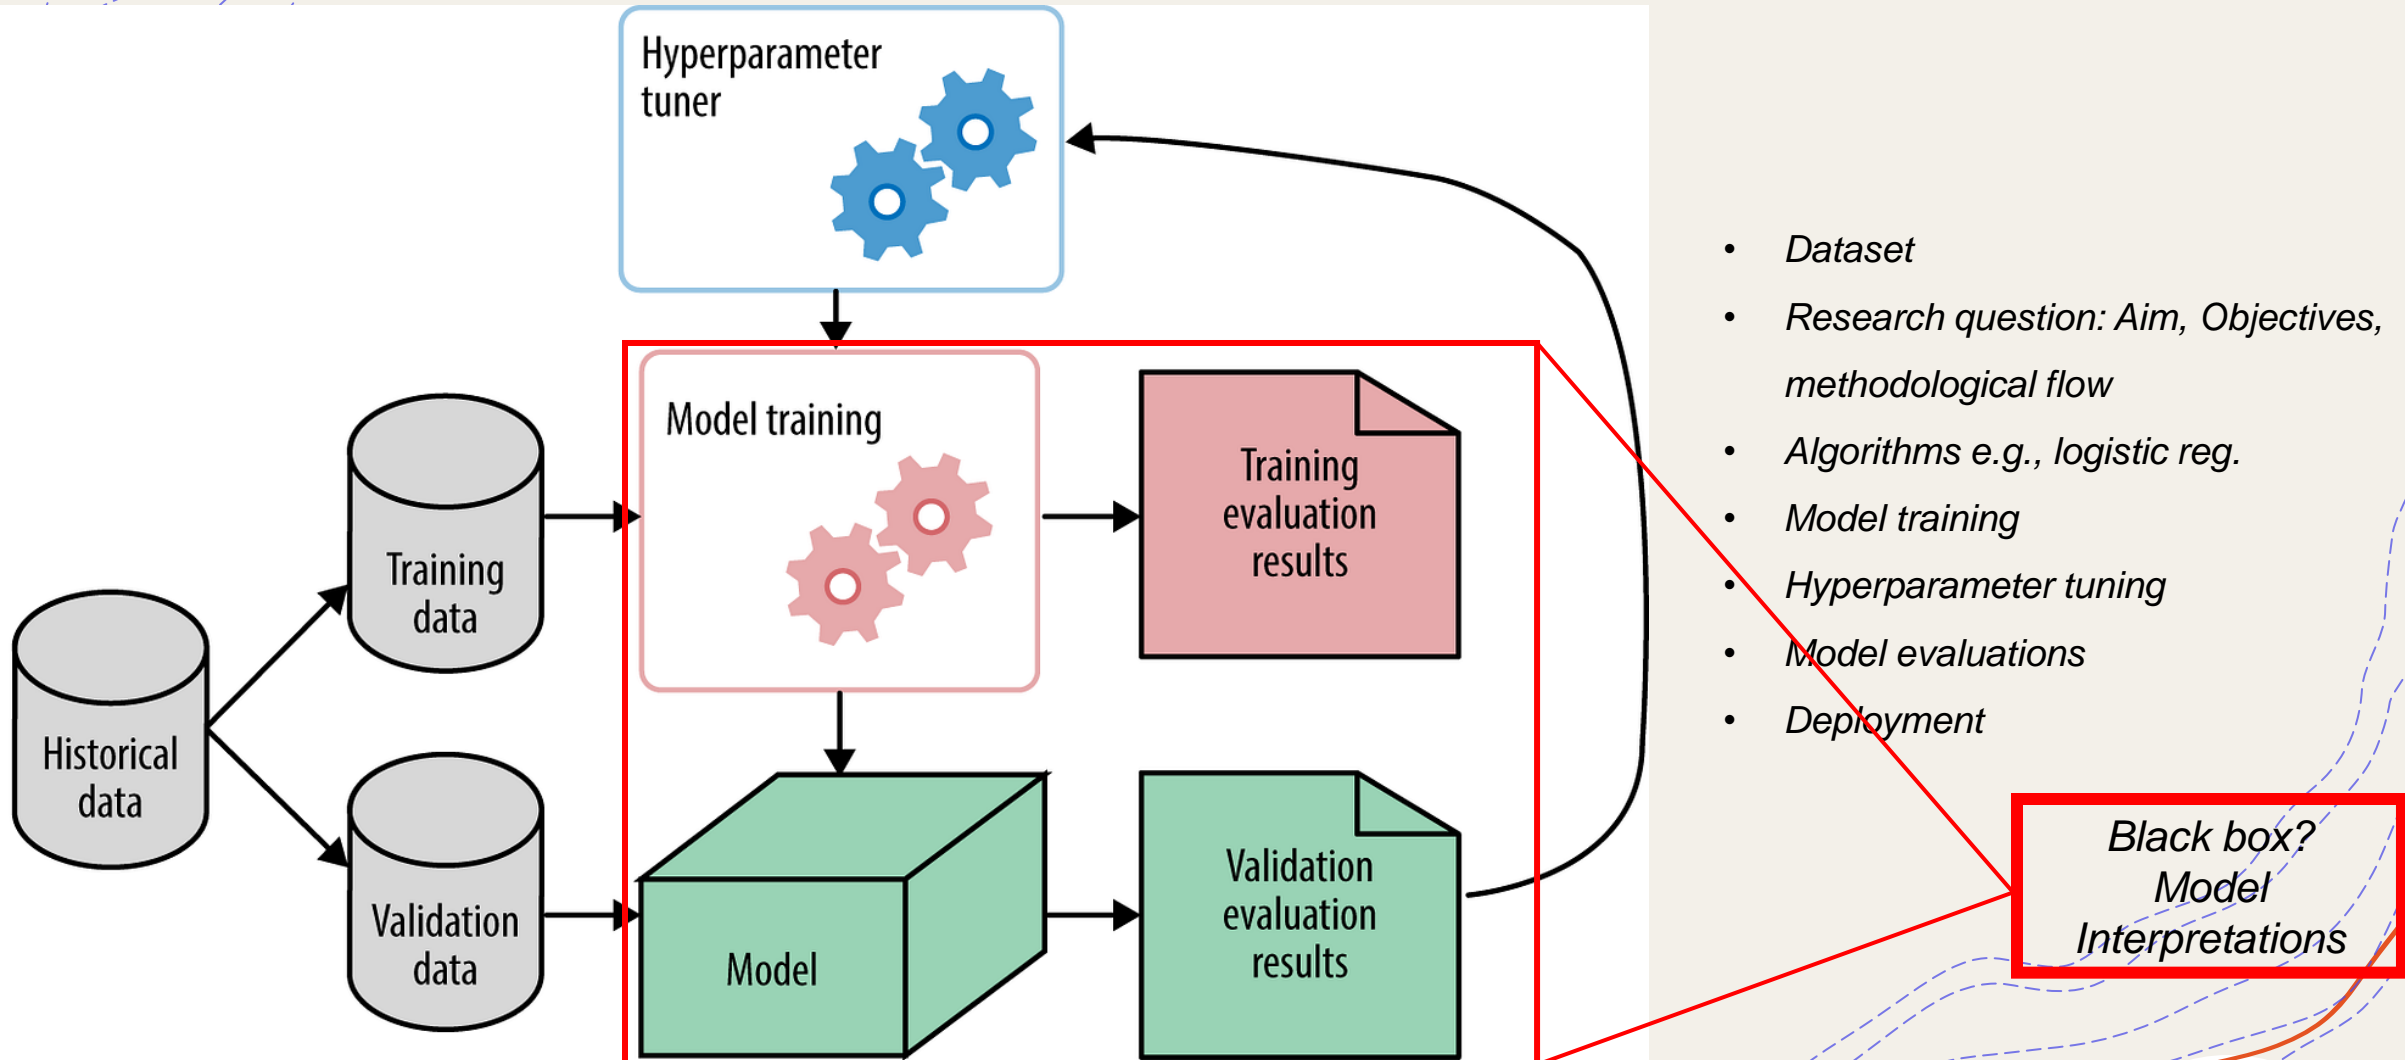 Hyperparameter
tuner
Model training
Training
evaluation
results
Training
data
Historical
data
Validation
data
Model
Validation
evaluation
results
• Dataset
• Research question: Aim, Objectives,
methodological flow
• Algorithms e.g., logistic reg.
• Model training
• Hyperparameter tuning
• Model evaluations
• Deployment
Black box?
Model
Interpretations